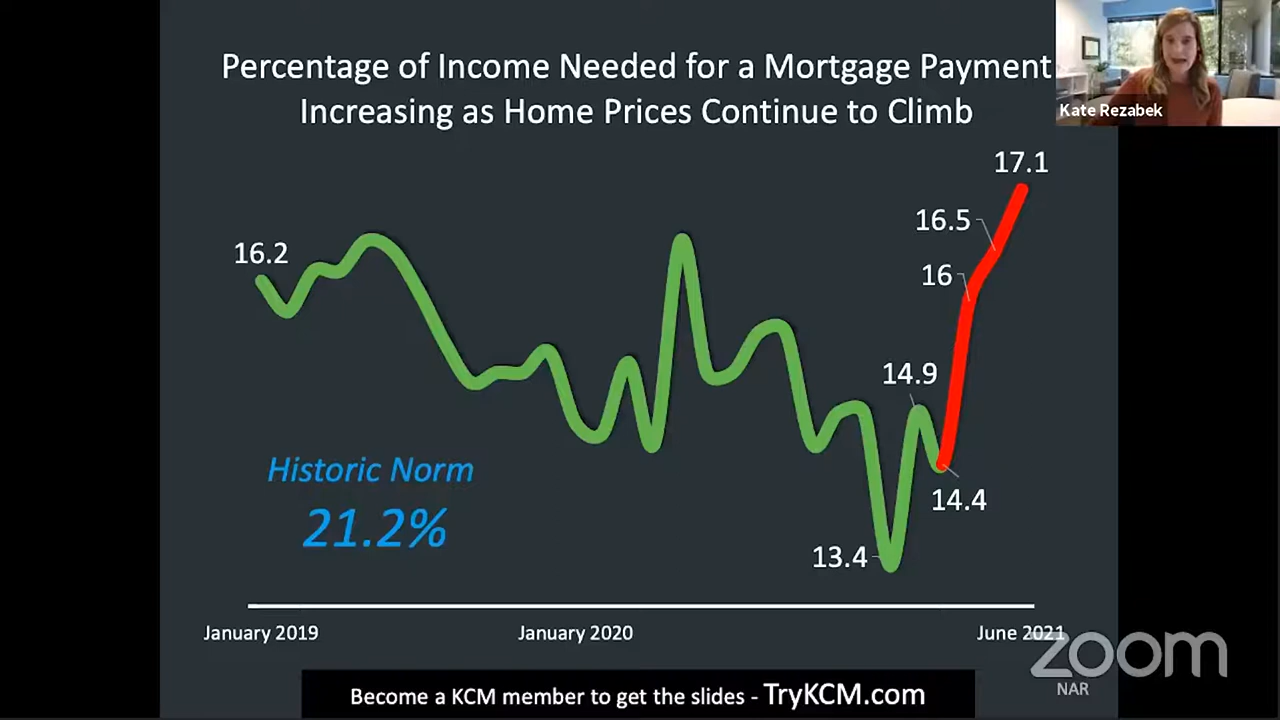 Percentage of Income Needed for a Mortgage Payment
Increasing as Home Prices Continue to Climb
Kate Rezabek
17.1
16.5
16.2
16
14.9
14.4
13.4
Historic Norm
21.2%
January 2019
January 2020
June 2021
zoom
NAR
Become a KCM member to get the slides - TryKCM.com